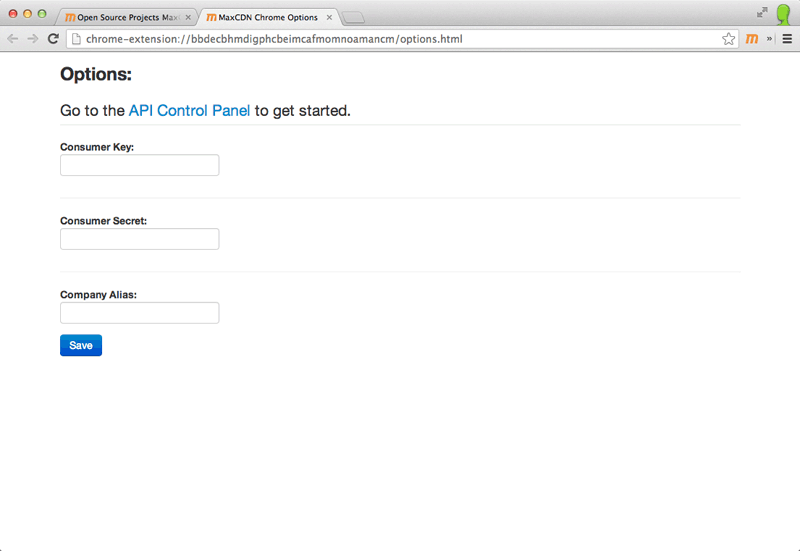 Open Source Projects Max
MaxCDN Chrome Options
chrome-extension://bbdecbhmdigphcbeimcafmomnoamancm/options.html
Options:
Go to the API Control Panel to get started.
Consumer Key:
Consumer Secret:
Company Alias:
Save